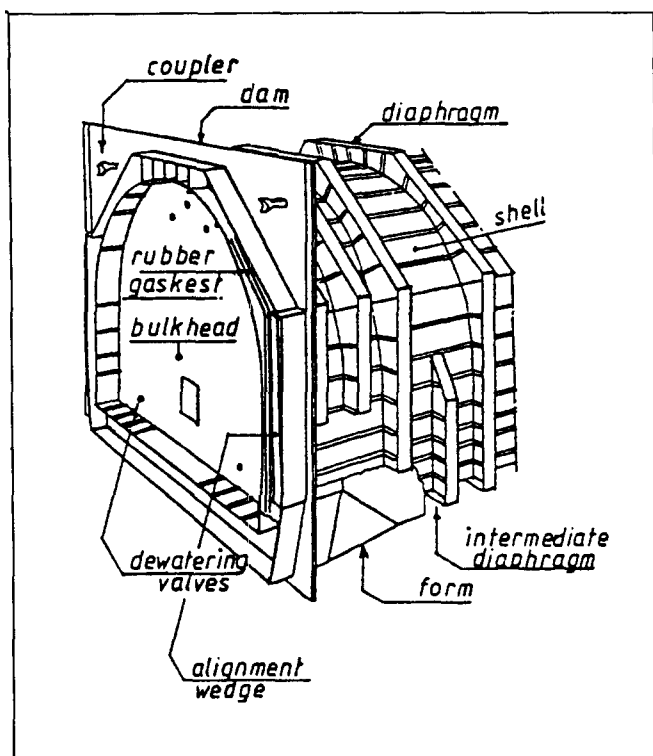 coupler
dam
diaphragm
shell
rubber
gaskest
bulkhead
intermediate
diaphragm
dewatering
valves
form
alignment
wedge